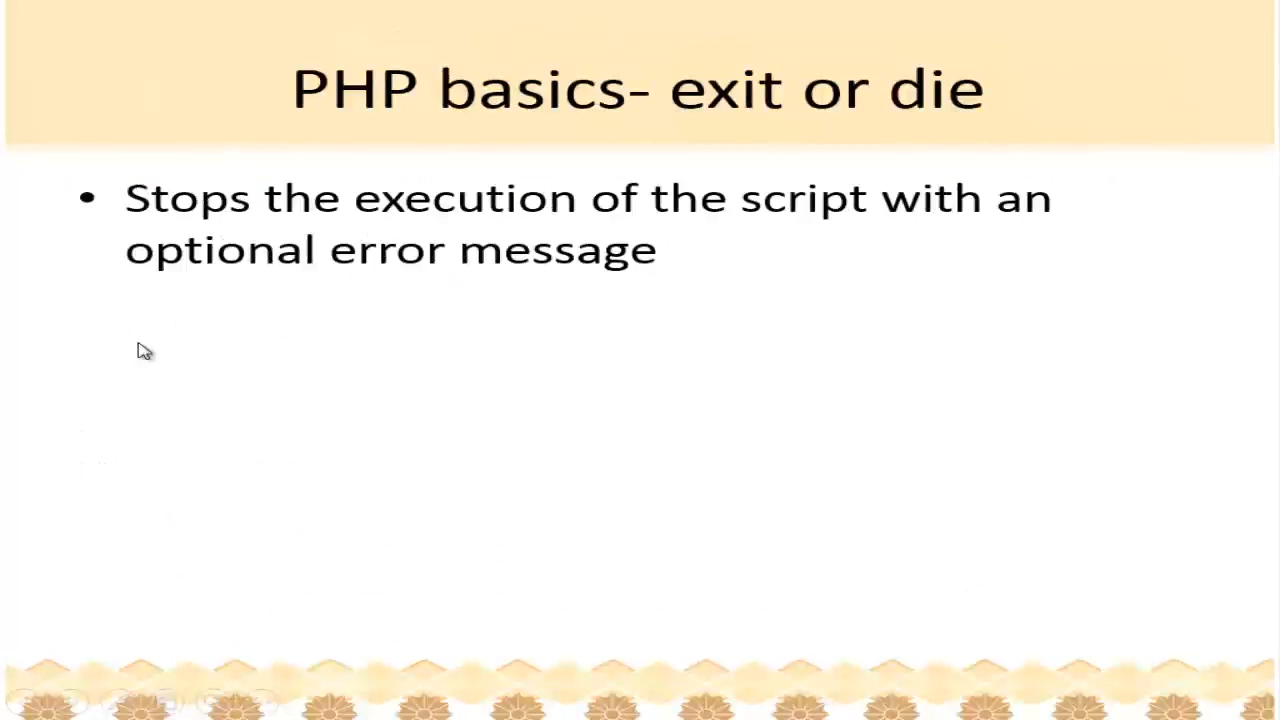 PHP basics- exit or die
• Stops the execution of the script with an
optional error message